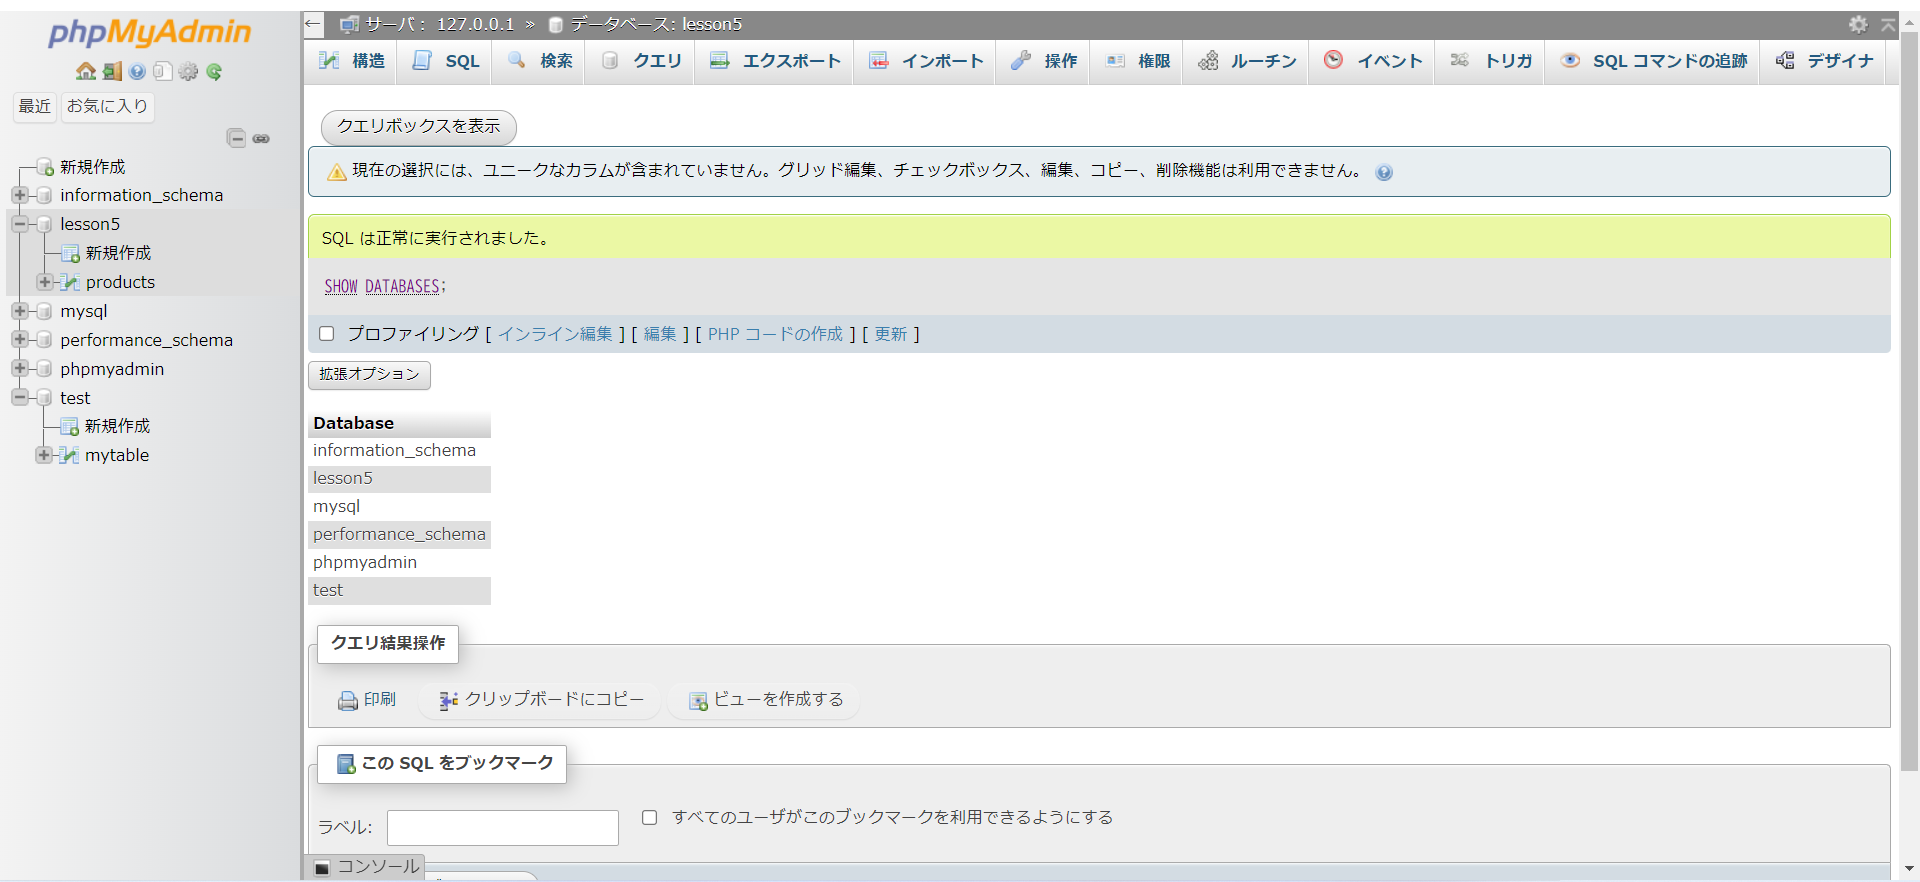 phpMyAdmin
最近 お気に入り
新規作成
information_schema
lesson5
新規作成
products
mysql
performance_schema
phpmyadmin
test
新規作成
mytable
← サーバ： 127.0.0.1 » データベース: lesson5
構造 SQL 検索 クエリ エクスポート インポート 操作 権限 ルーチン イベント トリガ SQL コマンドの追跡 デザイナ
クエリボックスを表示
現在の選択には、ユニークなカラムが含まれていません。グリッド編集、チェックボックス、編集、コピー、削除機能は利用できません。
SQL は正常に実行されました。
SHOW DATABASES;
プロファイリング [ インライン編集 ] [ 編集 ] [ PHP コードの作成 ] [ 更新 ]
拡張オプション
Database
information_schema
lesson5
mysql
performance_schema
phpmyadmin
test
クエリ結果操作
印刷 クリップボードにコピー ビューを作成する
この SQL をブックマーク
ラベル: すべてのユーザがこのブックマークを利用できるようにする
コンソール